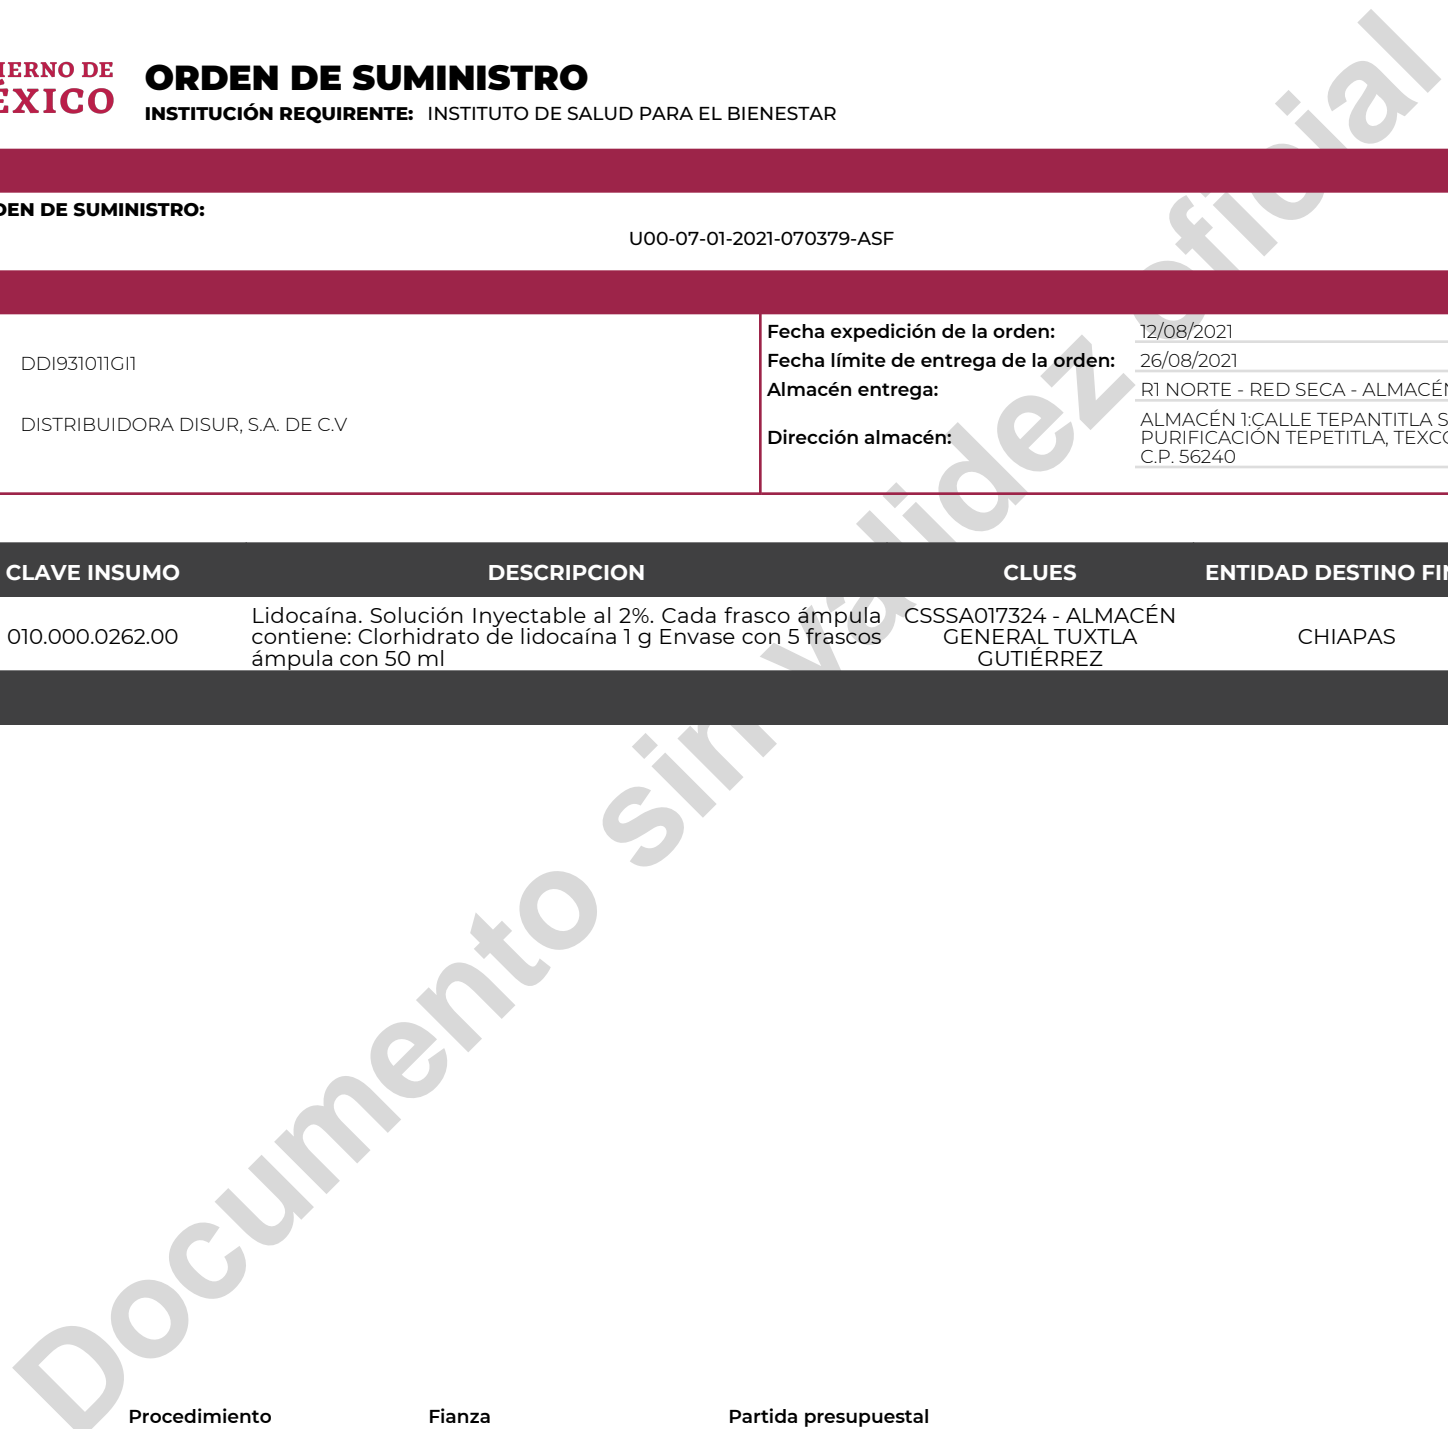 IERNO DE
ÉXICO
ORDEN DE SUMINISTRO
INSTITUCIÓN REQUIRENTE: INSTITUTO DE SALUD PARA EL BIENESTAR
DEN DE SUMINISTRO:
U00-07-01-2021-070379-ASF
DDI931011GI1
DISTRIBUIDORA DISUR, S.A. DE C.V
Fecha expedición de la orden: 12/08/2021
Fecha límite de entrega de la orden: 26/08/2021
Almacén entrega: R1 NORTE - RED SECA - ALMACÉN
Dirección almacén: ALMACÉN 1:CALLE TEPANTITLA S
PURIFICACIÓN TEPETITLA, TEXCO
C.P. 56240
CLAVE INSUMO DESCRIPCION CLUES ENTIDAD DESTINO FIN
010.000.0262.00
Lidocaína. Solución Inyectable al 2%. Cada frasco ámpula
contiene: Clorhidrato de lidocaína 1 g Envase con 5 frascos
ámpula con 50 ml
CSSSA017324 - ALMACÉN
GENERAL TUXTLA
GUTIÉRREZ
CHIAPAS
Documento sin validez oficial
Procedimiento Fianza Partida presupuestal